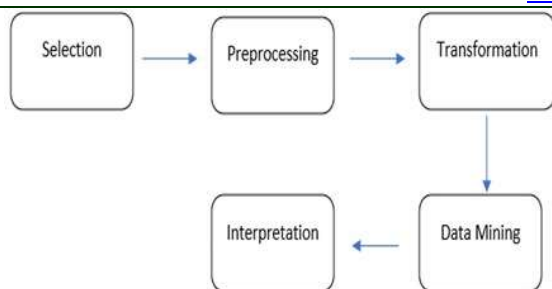 Selection
Preprocessing
Transformation
Data Mining
Interpretation